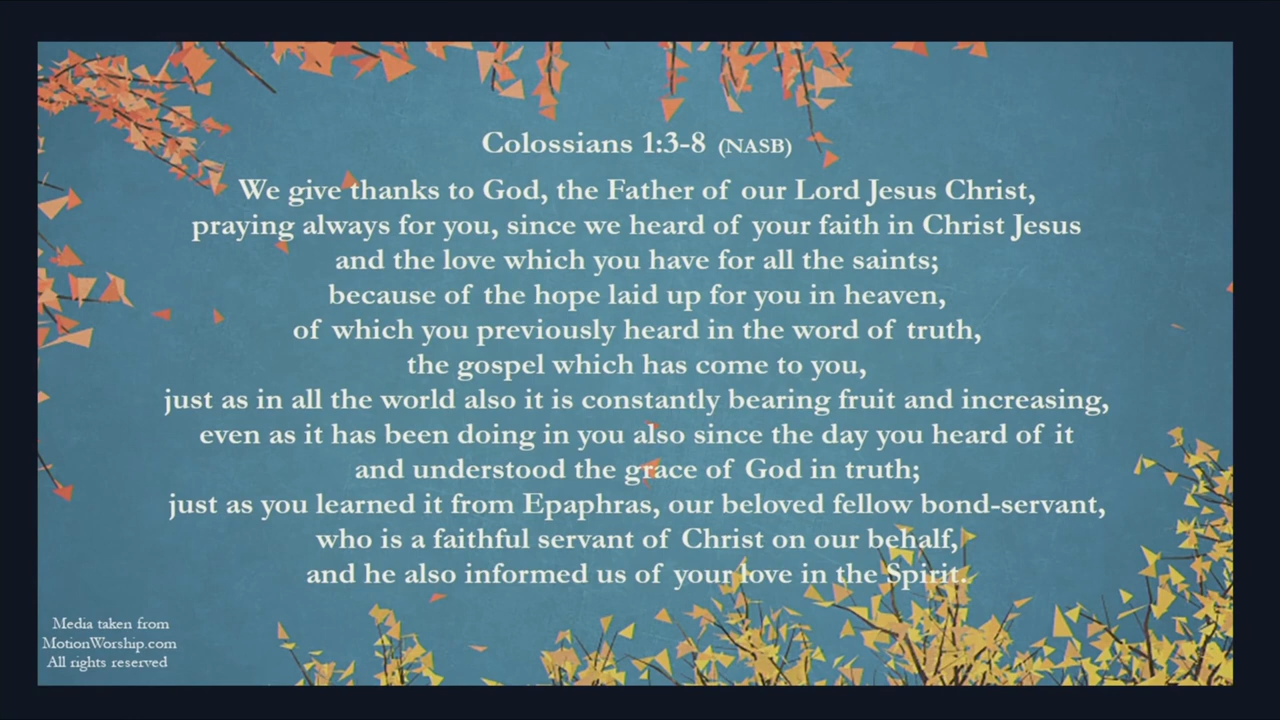 Colossians 1:3-8 (NASB)
We give thanks to God, the Father of our Lord Jesus Christ,
praying always for you, since we heard of your faith in Christ Jesus
and the love which you have for all the saints;
because of the hope laid up for you in heaven,
of which you previously heard in the word of truth,
the gospel which has come to you,
just as in all the world also it is constantly bearing fruit and increasing,
even as it has been doing in you also since the day you heard of it
and understood the grace of God in truth;
just as you learned it from Epaphras, our beloved fellow bond-servant,
who is a faithful servant of Christ on our behalf,
and he also informed us of your love in the Spirit.
Media taken from
MotionWorship.com
All rights reserved